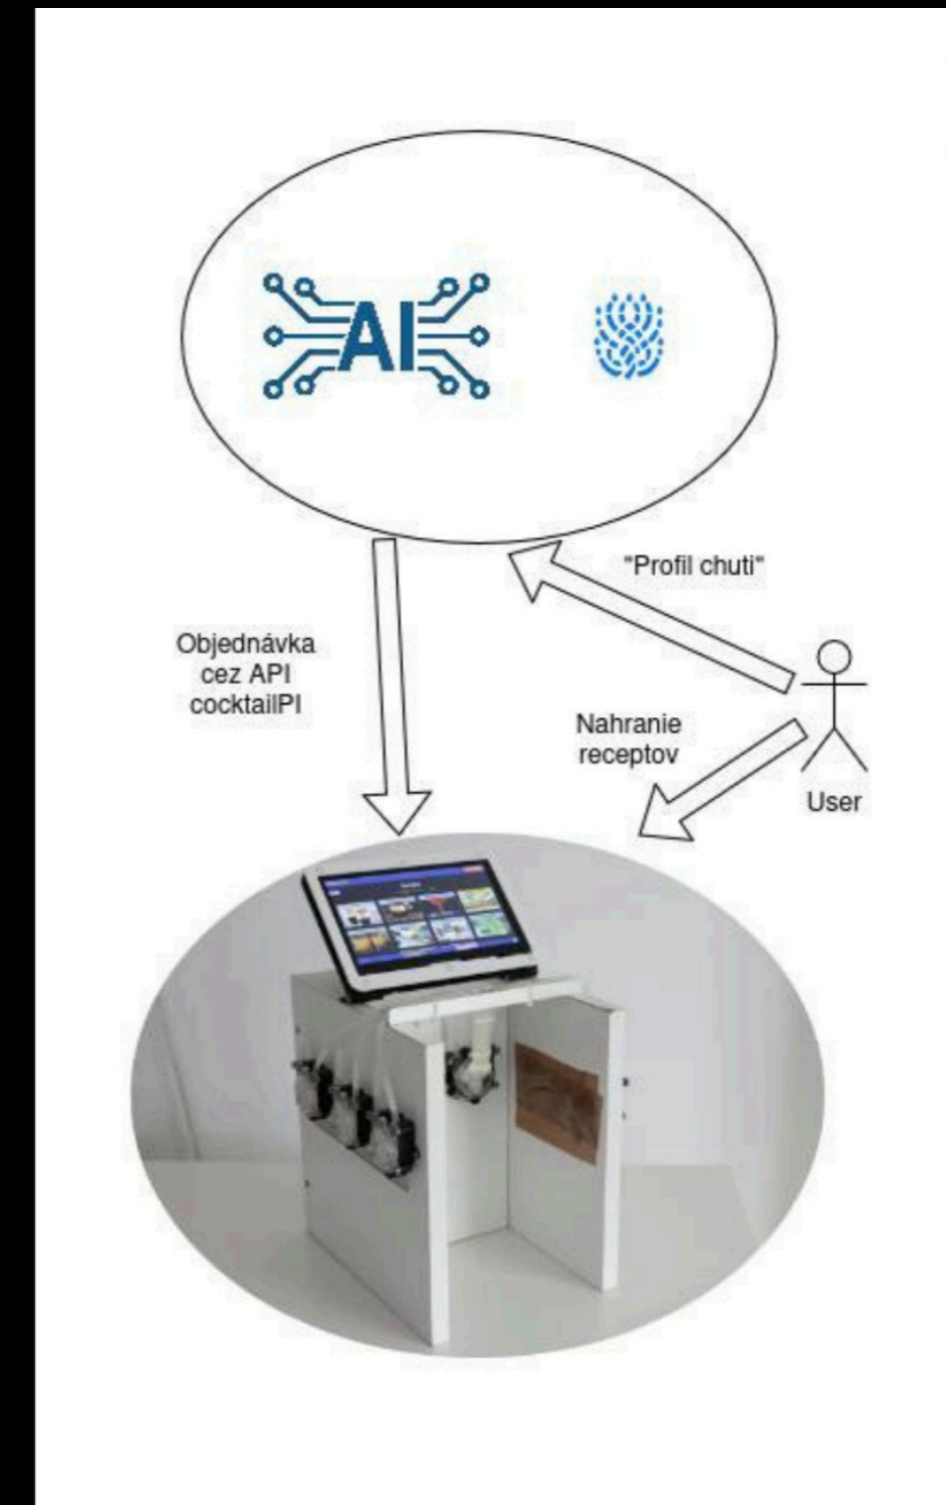 AI
"Profil chuti"
Objednávka
cez API
cocktailPI
Nahranie
receptov
User